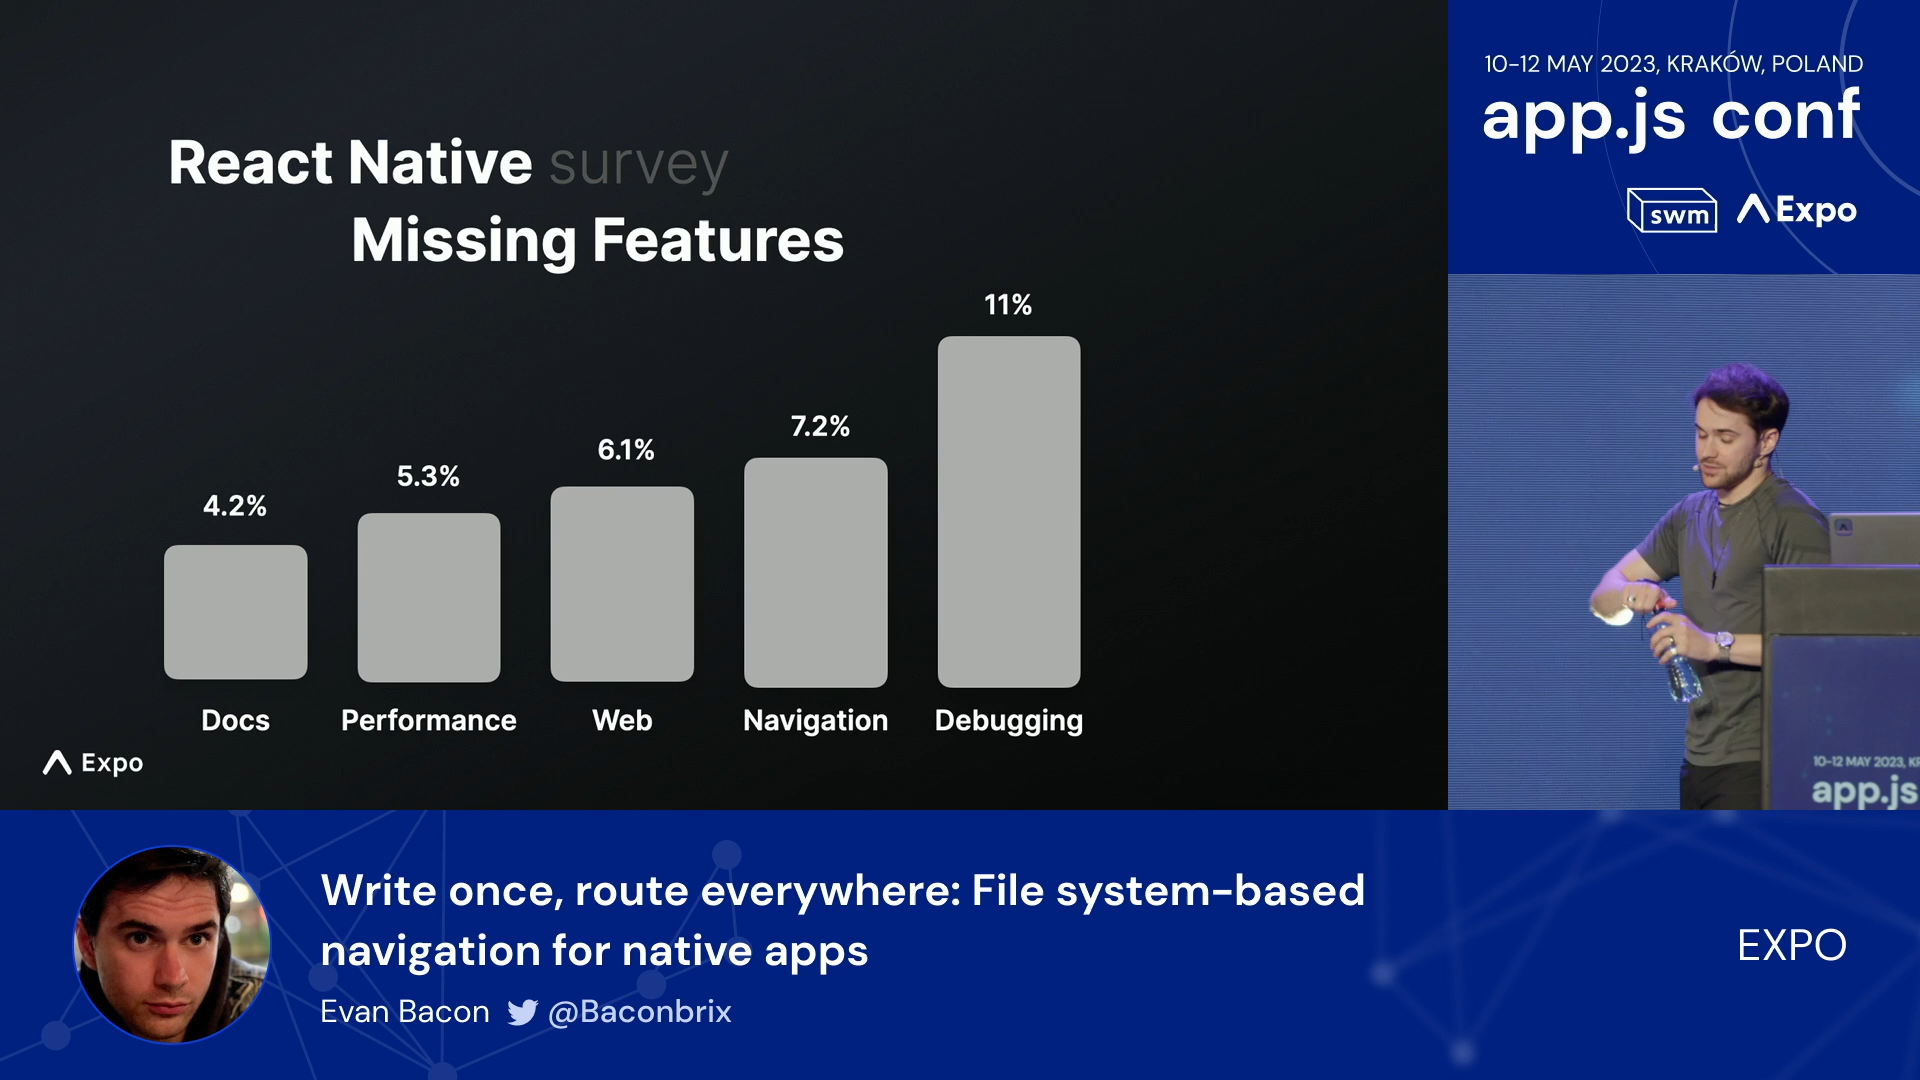 React Native survey
Missing Features
4.2%
5.3%
6.1%
7.2%
11%
Docs
Performance
Web
Navigation
Debugging
Expo
10-12 MAY 2023, KRAKÓW, POLAND
app.js conf
swm
Expo
10-12 MAY 2023, KR
app.js
Write once, route everywhere: File system-based
navigation for native apps
Evan Bacon @Baconbrix
EXPO